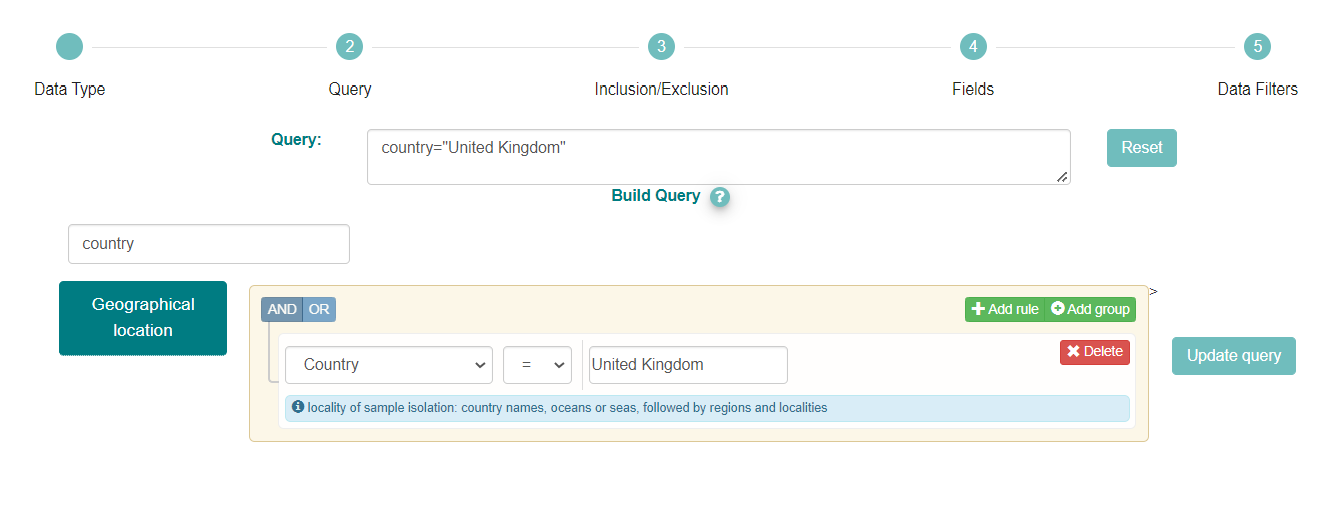 2 3 4 5
Data Type Query Inclusion/Exclusion Fields Data Filters
Query: country="United Kingdom" Reset
Build Query ?
country
Geographical
location
>
AND OR Add rule Add group
Country = United Kingdom Delete
Update query
locality of sample isolation: country names, oceans or seas, followed by regions and localities